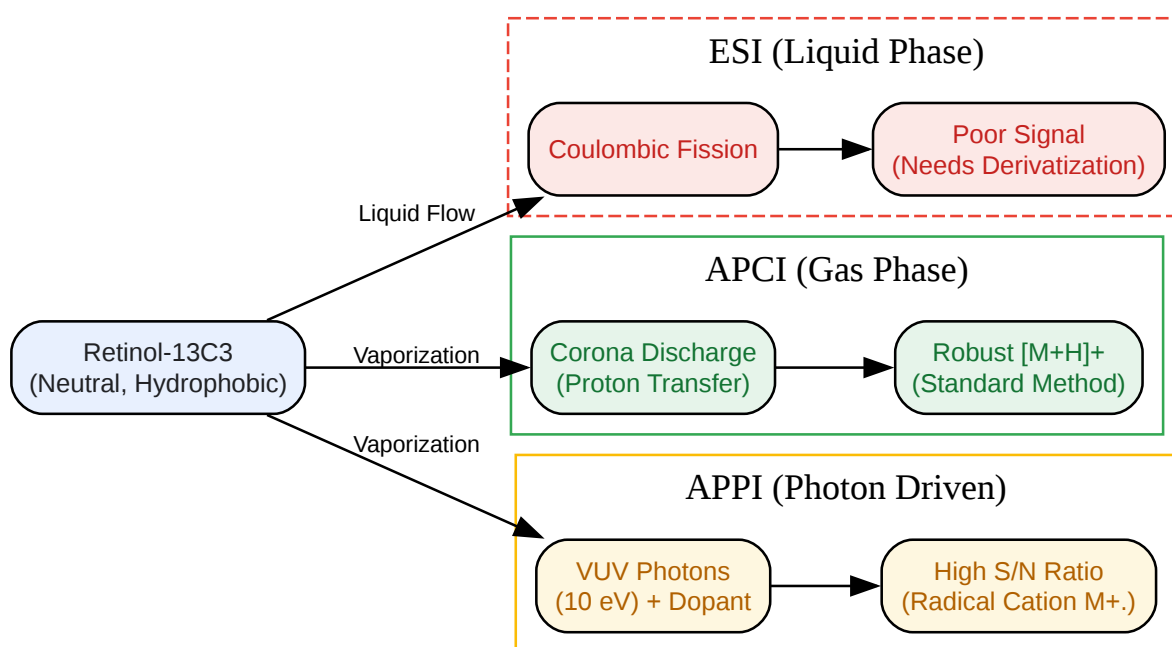 ESI (Liquid Phase)
Coulombic Fission
Poor Signal
(Needs Derivatization)
Liquid Flow
APCI (Gas Phase)
Retinol-13C3
(Neutral, Hydrophobic)
Vaporization
Corona Discharge
(Proton Transfer)
Robust [M+H]+
(Standard Method)
Vaporization
APPI (Photon Driven)
VUV Photons
(10 eV) + Dopant
High S/N Ratio
(Radical Cation M+.)